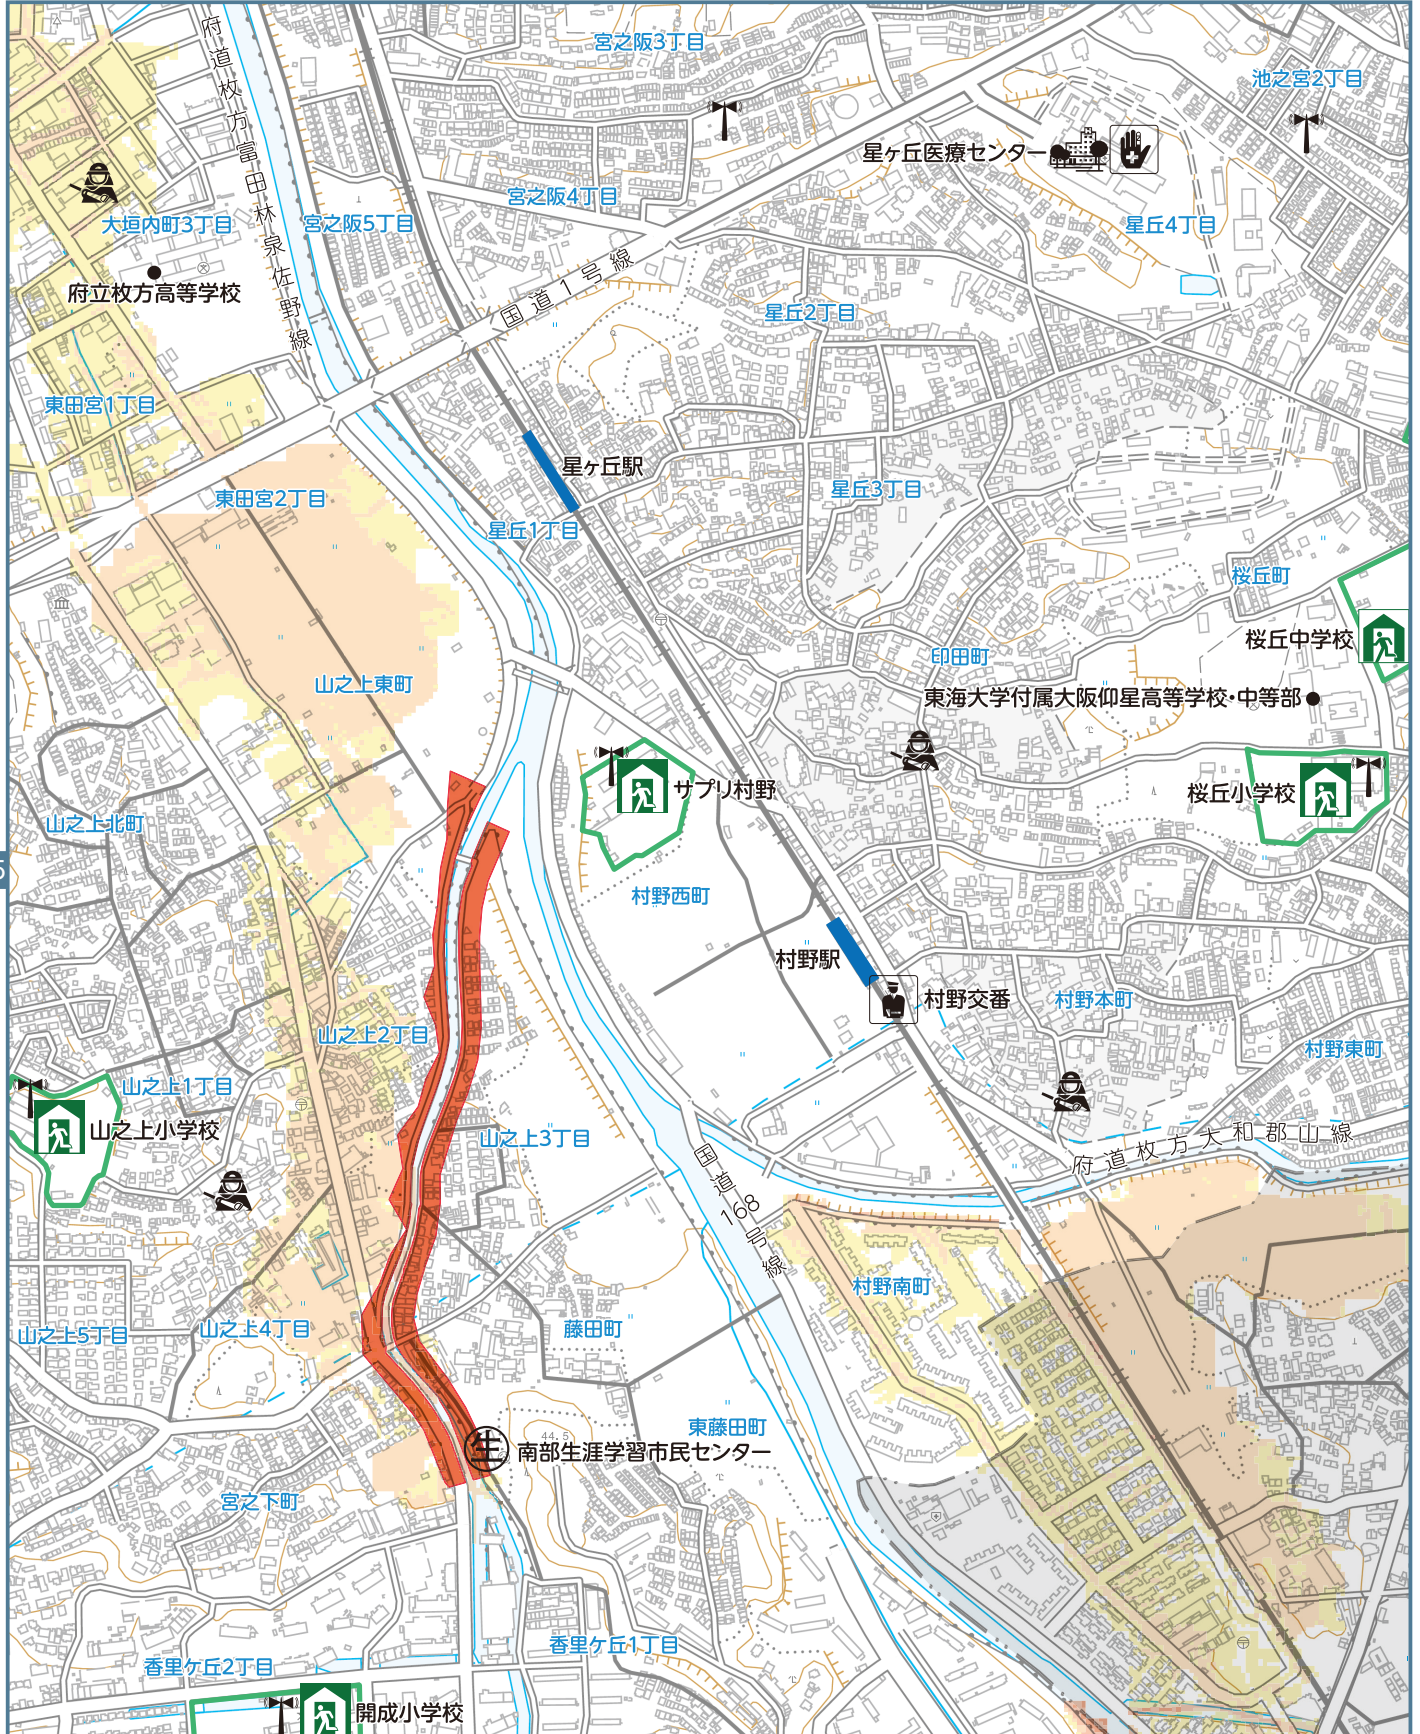 府道枚方富田林泉佐野線
宮之阪3丁目
池之宮2丁目
星ヶ丘医療センター
宮之阪4丁目
大垣内町3丁目
宮之阪5丁目
星丘4丁目
府立枚方高等学校
国道1号線
星丘2丁目
東田宮1丁目
星ヶ丘駅
東田宮2丁目
星丘3丁目
星丘1丁目
桜丘町
桜丘中学校
印田町
山之上東町
東海大学付属大阪仰星高等学校・中等部
サプリ村野
桜丘小学校
山之上北町
5
村野西町
村野駅
村野交番
村野本町
山之上2丁目
村野東町
山之上1丁目
山之上小学校
山之上3丁目
府道枚方大和郡山線
国道168号線
村野南町
山之上5丁目
山之上4丁目
藤田町
東藤田町
44.5
生
南部生涯学習市民センター
宮之下町
香里ケ丘1丁目
香里ケ丘2丁目
開成小学校